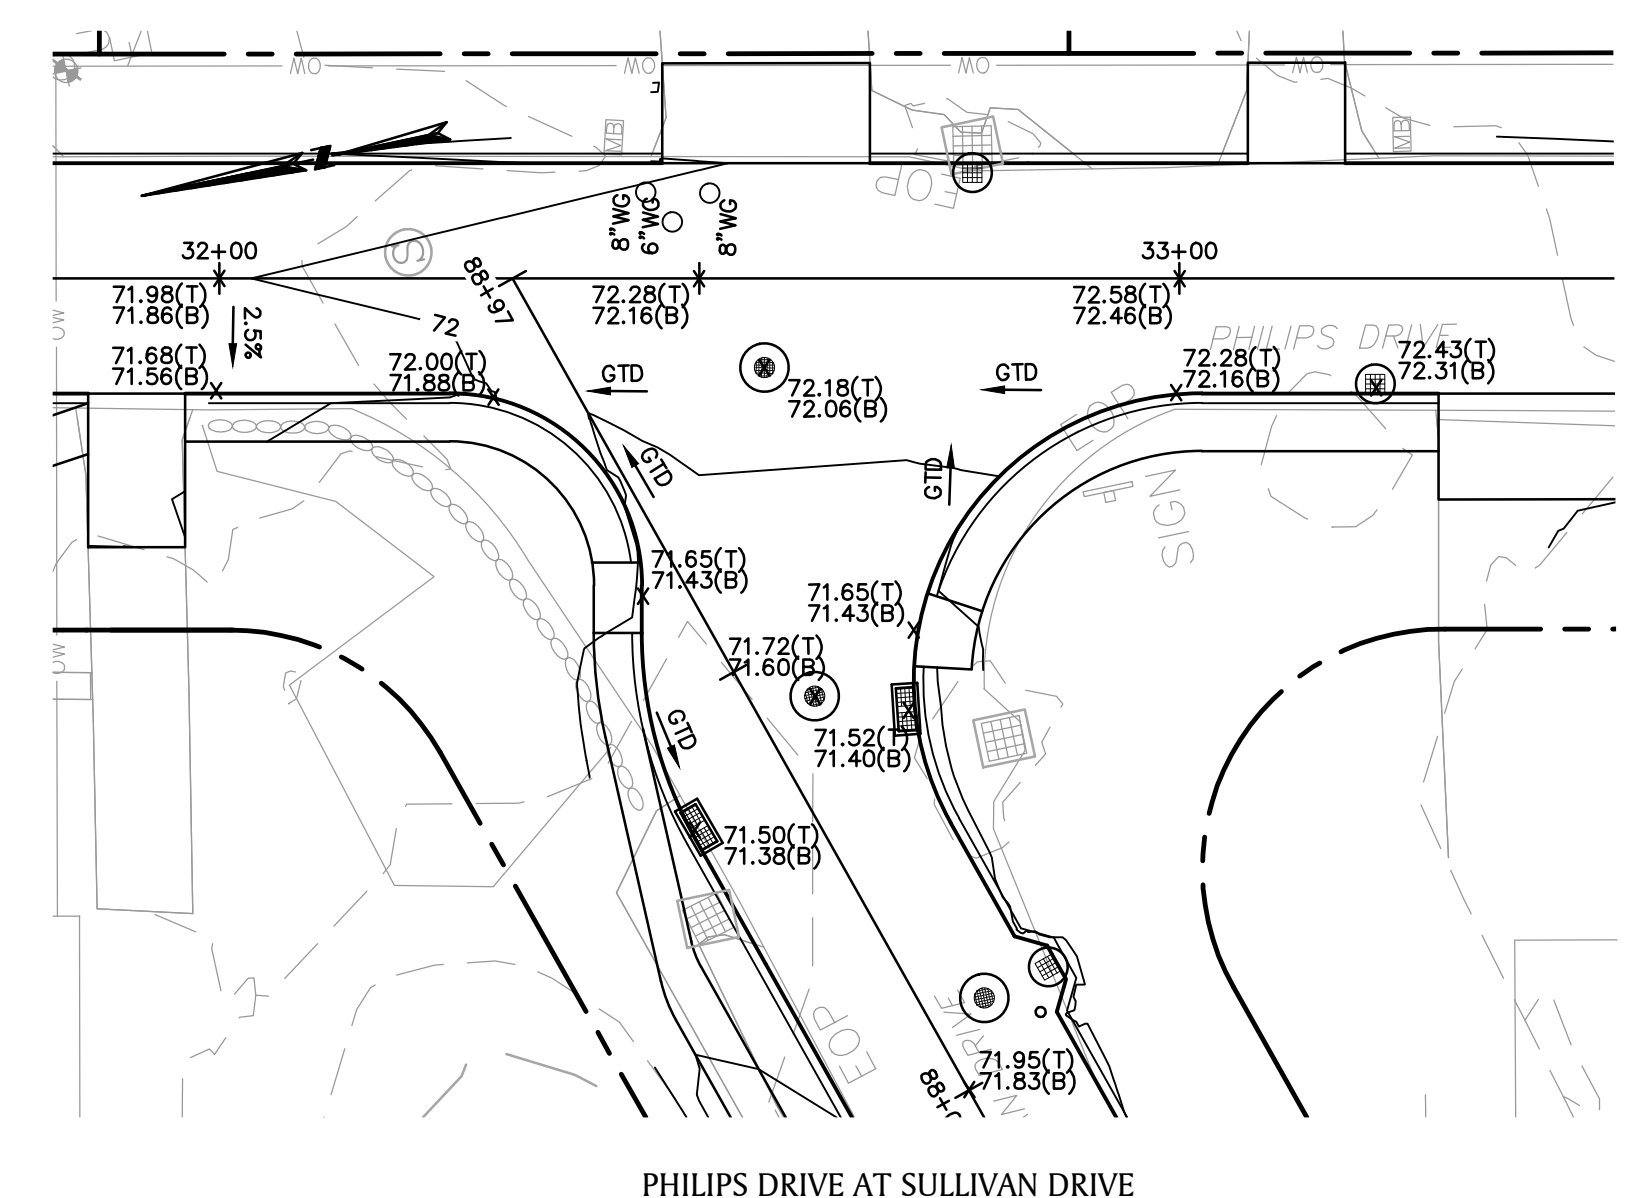 OW OW OW OW
MB
MB
EOP
8"WG
6"WG
8"WG
S
32+00
33+00
88+97
71.98(T)
71.86(B)
2.5%
72.28(T)
72.16(B)
72.58(T)
72.46(B)
OW
72
PHILIPS DRIVE
71.68(T)
71.56(B)
72.00(T)
71.88(B)
GTD
GTD
72.18(T)
72.06(B)
72.28(T)
72.16(B)
72.43(T)
72.31(B)
EOP
GTD
GTD
SIGN
71.65(T)
71.43(B)
71.65(T)
71.43(B)
OW
71.72(T)
71.60(B)
GTD
71.52(T)
71.40(B)
71.50(T)
71.38(B)
EOP
DRIVE
71.95(T)
71.83(B)
PHILIPS DRIVE AT SULLIVAN DRIVE